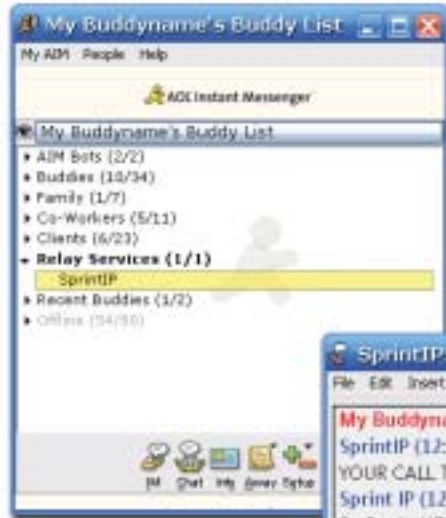 My Buddyname's Buddy List
My AIM People Help
AOL Instant Messenger
My Buddyname's Buddy List
AIM Bots (2/2)
Buddies (10/34)
Family (1/7)
Co-Workers (5/11)
Clients (6/23)
Relay Services (1/1)
SprintIP
Recent Buddies (1/2)
Offline
IM Chat Info Away Setup
SprintIP
File Edit Insert
My Buddyna
SprintIP (12:
YOUR CALL T
Sprint IP (12